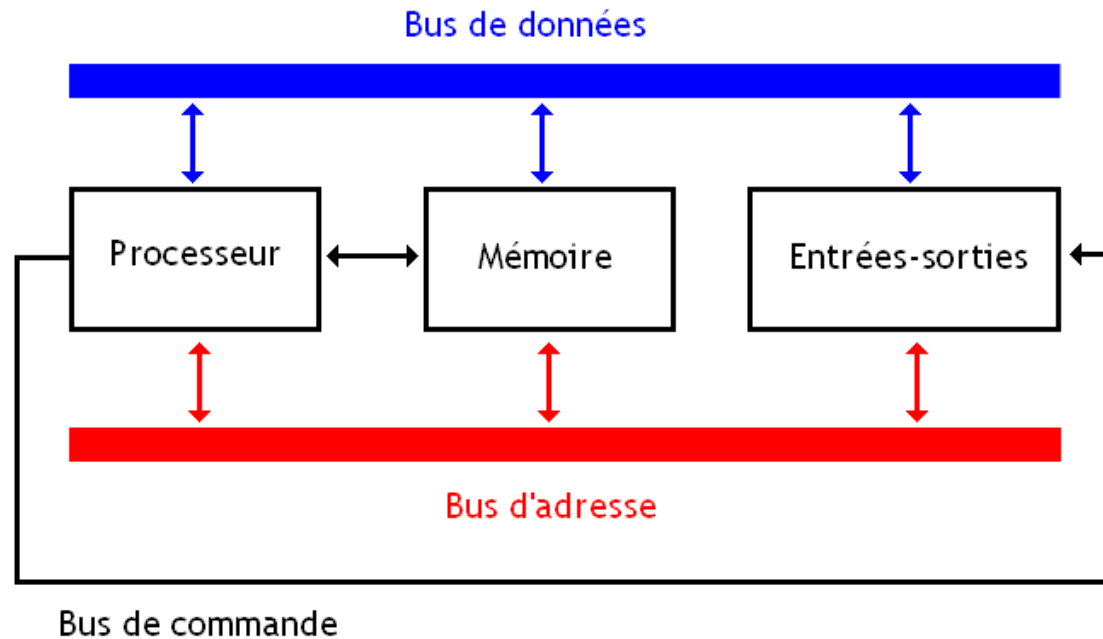 Bus de données
Processeur
Mémoire
Entrées-sorties
Bus d'adresse
Bus de commande